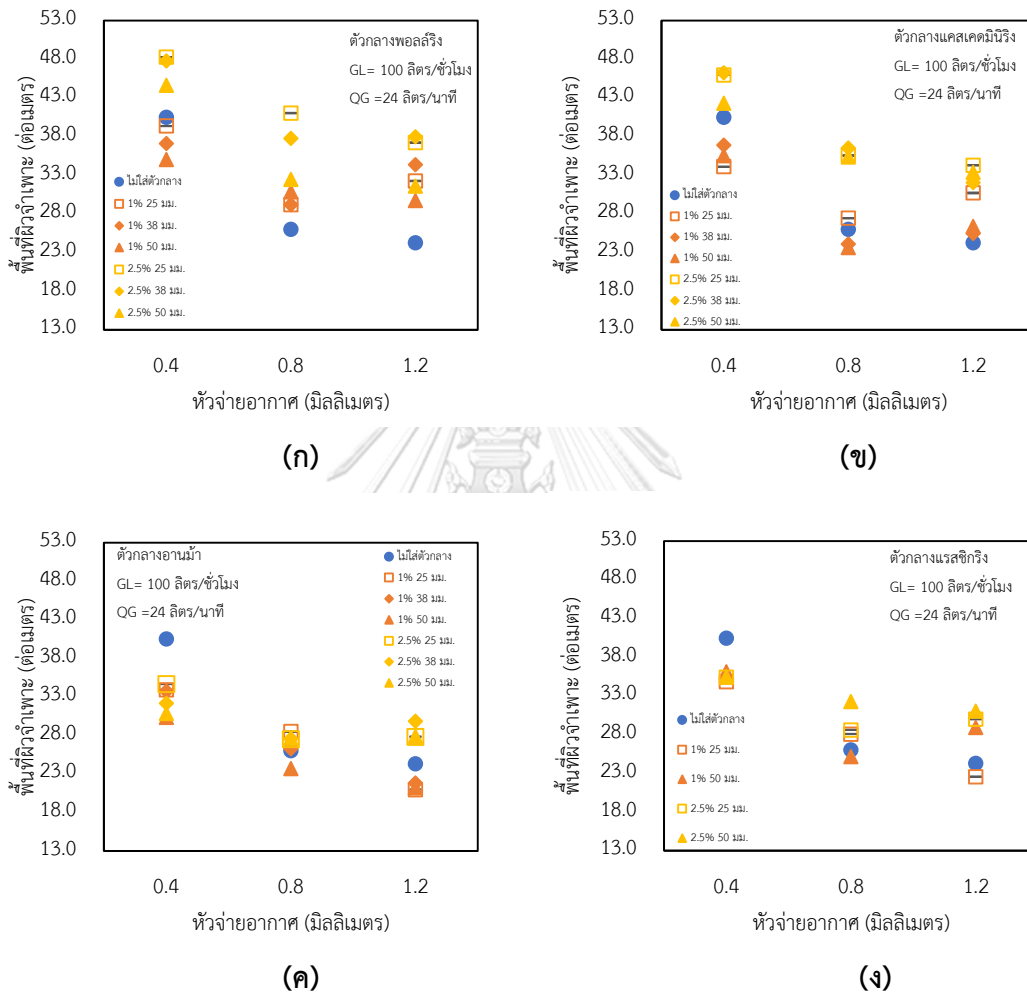 53.0
48.0
43.0
38.0
33.0
28.0
23.0
18.0
13.0
พื้นที่ผิวจำเพาะ (ต่อเมตร)
ตัวกลางพอลล์ริง
GL= 100 ลิตร/ชั่วโมง
QG =24 ลิตร/นาที
ไม่ใส่ตัวกลาง
1% 25 มม.
1% 38 มม.
1% 50 มม.
2.5% 25 มม.
2.5% 38 มม.
2.5% 50 มม.
0.4 0.8 1.2
หัวจ่ายอากาศ (มิลลิเมตร)
(ก)
53.0
48.0
43.0
38.0
33.0
28.0
23.0
18.0
13.0
พื้นที่ผิวจำเพาะ (ต่อเมตร)
ตัวกลางแคสเคดมินิริง
GL= 100 ลิตร/ชั่วโมง
QG =24 ลิตร/นาที
ไม่ใส่ตัวกลาง
1% 25 มม.
1% 38 มม.
1% 50 มม.
2.5% 25 มม.
2.5% 38 มม.
2.5% 50 มม.
0.4 0.8 1.2
หัวจ่ายอากาศ (มิลลิเมตร)
(ข)
53.0
48.0
43.0
38.0
33.0
28.0
23.0
18.0
13.0
พื้นที่ผิวจำเพาะ (ต่อเมตร)
ตัวกลางอานม้า
GL= 100 ลิตร/ชั่วโมง
QG =24 ลิตร/นาที
ไม่ใส่ตัวกลาง
1% 25 มม.
1% 38 มม.
1% 50 มม.
2.5% 25 มม.
2.5% 38 มม.
2.5% 50 มม.
0.4 0.8 1.2
หัวจ่ายอากาศ (มิลลิเมตร)
(ค)
53.0
48.0
43.0
38.0
33.0
28.0
23.0
18.0
13.0
พื้นที่ผิวจำเพาะ (ต่อเมตร)
ตัวกลางแรสชิกริง
GL= 100 ลิตร/ชั่วโมง
QG =24 ลิตร/นาที
ไม่ใส่ตัวกลาง
1% 25 มม.
1% 50 มม.
2.5% 25 มม.
2.5% 50 มม.
0.4 0.8 1.2
หัวจ่ายอากาศ (มิลลิเมตร)
(ง)